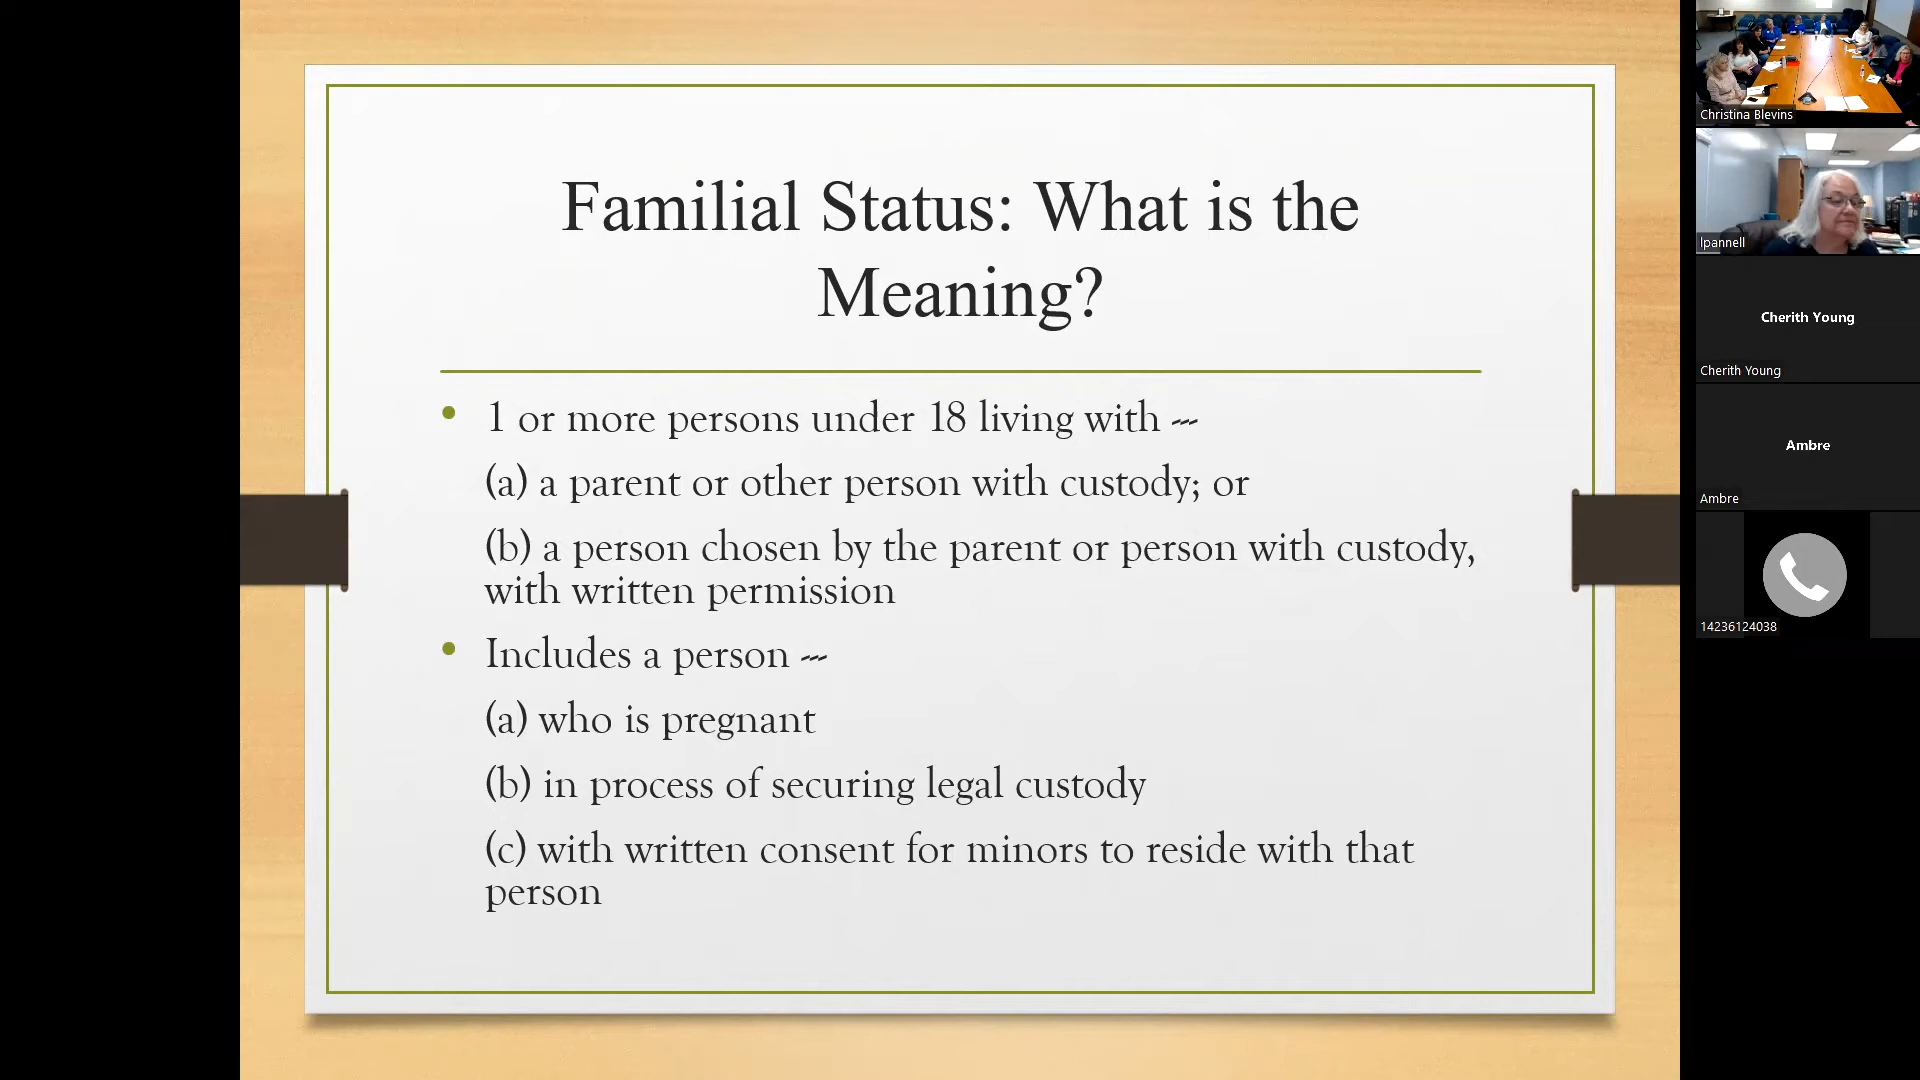 Familial Status: What is the
Meaning?
• 1 or more persons under 18 living with ---
(a) a parent or other person with custody; or
(b) a person chosen by the parent or person with custody,
with written permission
• Includes a person ---
(a) who is pregnant
(b) in process of securing legal custody
(c) with written consent for minors to reside with that
person
Christina Blevins
lpannell
Cherith Young
Cherith Young
Ambre
Ambre
14236124038